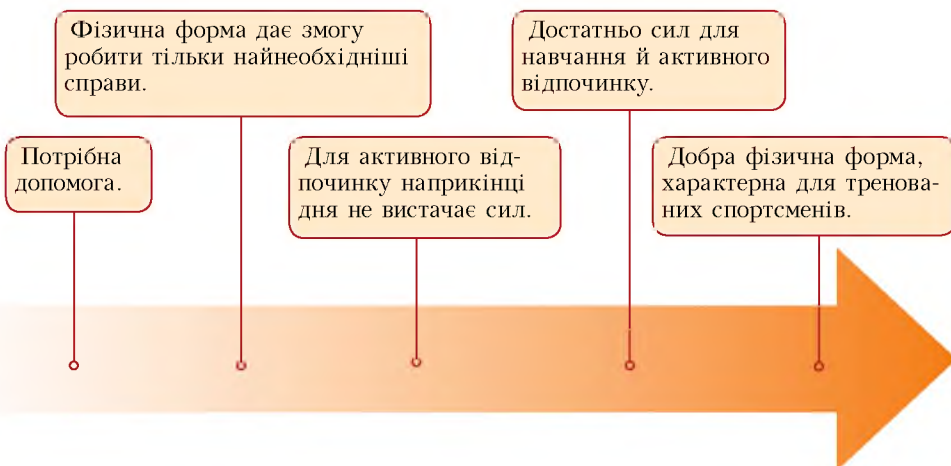 Фізична форма дає змогу
робити тільки найнеобхідніші
справи.
Достатньо сил для
навчання й активного
відпочинку.
Потрібна
допомога.
Для активного від-
починку наприкінці
дня не вистачає сил.
Добра фізична форма,
характерна для тренова-
них спортсменів.